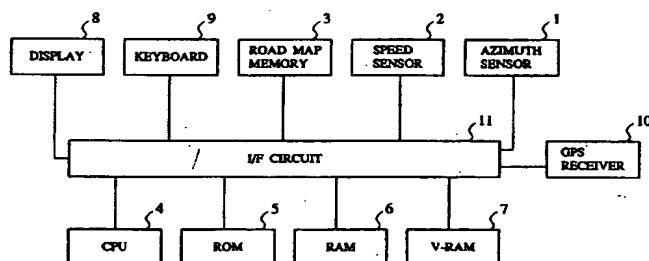 8 9 3 2 1
DISPLAY KEYBOARD ROAD MAP MEMORY SPEED SENSOR AZIMUTH SENSOR
11 10
I/F CIRCUIT GPS RECEIVER
4 5 6 7
CPU ROM RAM V-RAM